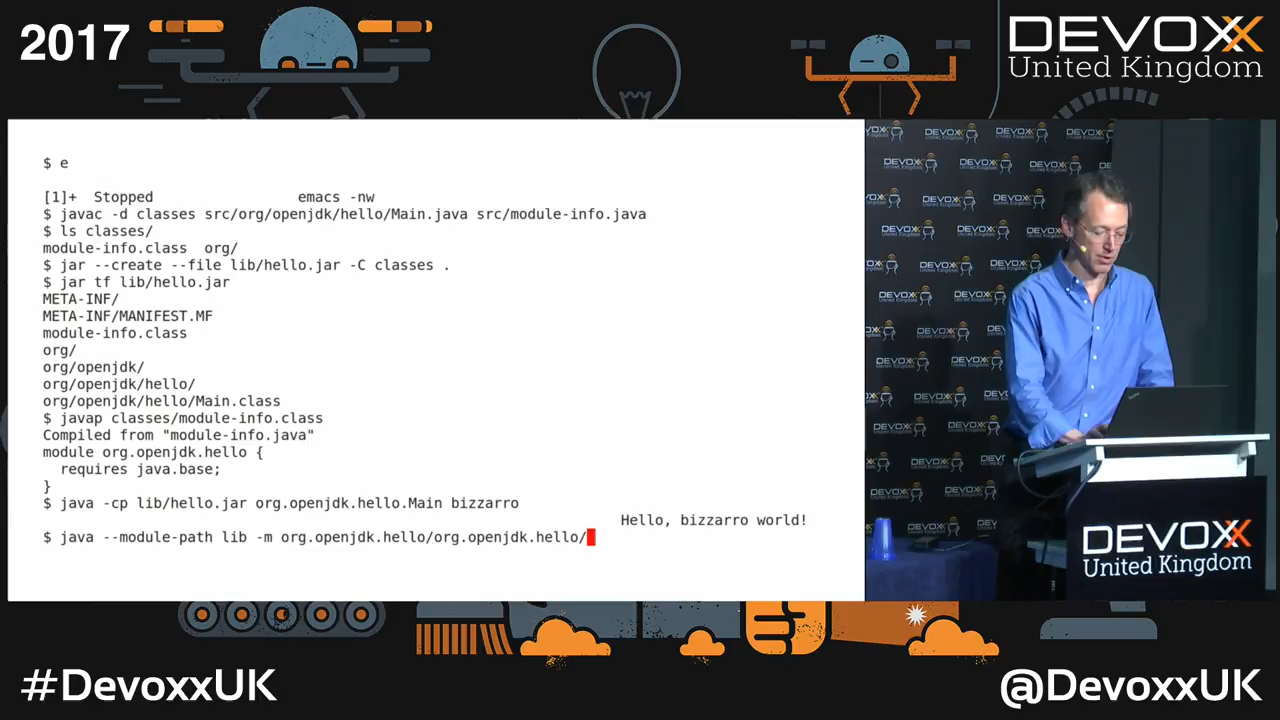 2017
DEVOXX
United Kingdom
$ e
[1]+  Stopped                 emacs -nw
$ javac -d classes src/org/openjdk/hello/Main.java src/module-info.java
$ ls classes/
module-info.class  org/
$ jar --create --file lib/hello.jar -C classes .
$ jar tf lib/hello.jar
META-INF/
META-INF/MANIFEST.MF
module-info.class
org/
org/openjdk/
org/openjdk/hello/
org/openjdk/hello/Main.class
$ javap classes/module-info.class
Compiled from "module-info.java"
module org.openjdk.hello {
  requires java.base;
}
$ java -cp lib/hello.jar org.openjdk.hello.Main bizzarro
Hello, bizzarro world!
$ java --module-path lib -m org.openjdk.hello/org.openjdk.hello/
DEVOXX
United Kingdom
#DevoxxUK
@DevoxxUK